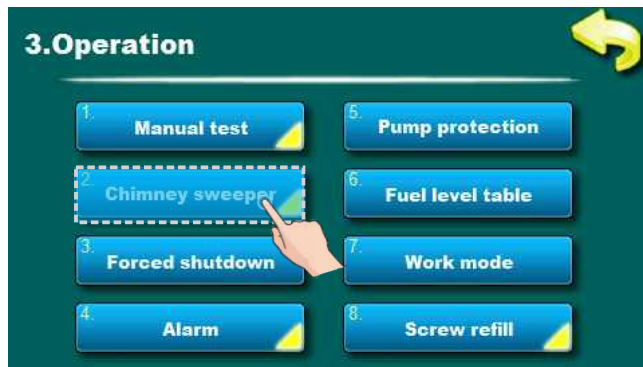 3.Operation
1. Manual test
2. Chimney sweeper
3. Forced shutdown
4. Alarm
5. Pump protection
6. Fuel level table
7. Work mode
8. Screw refill